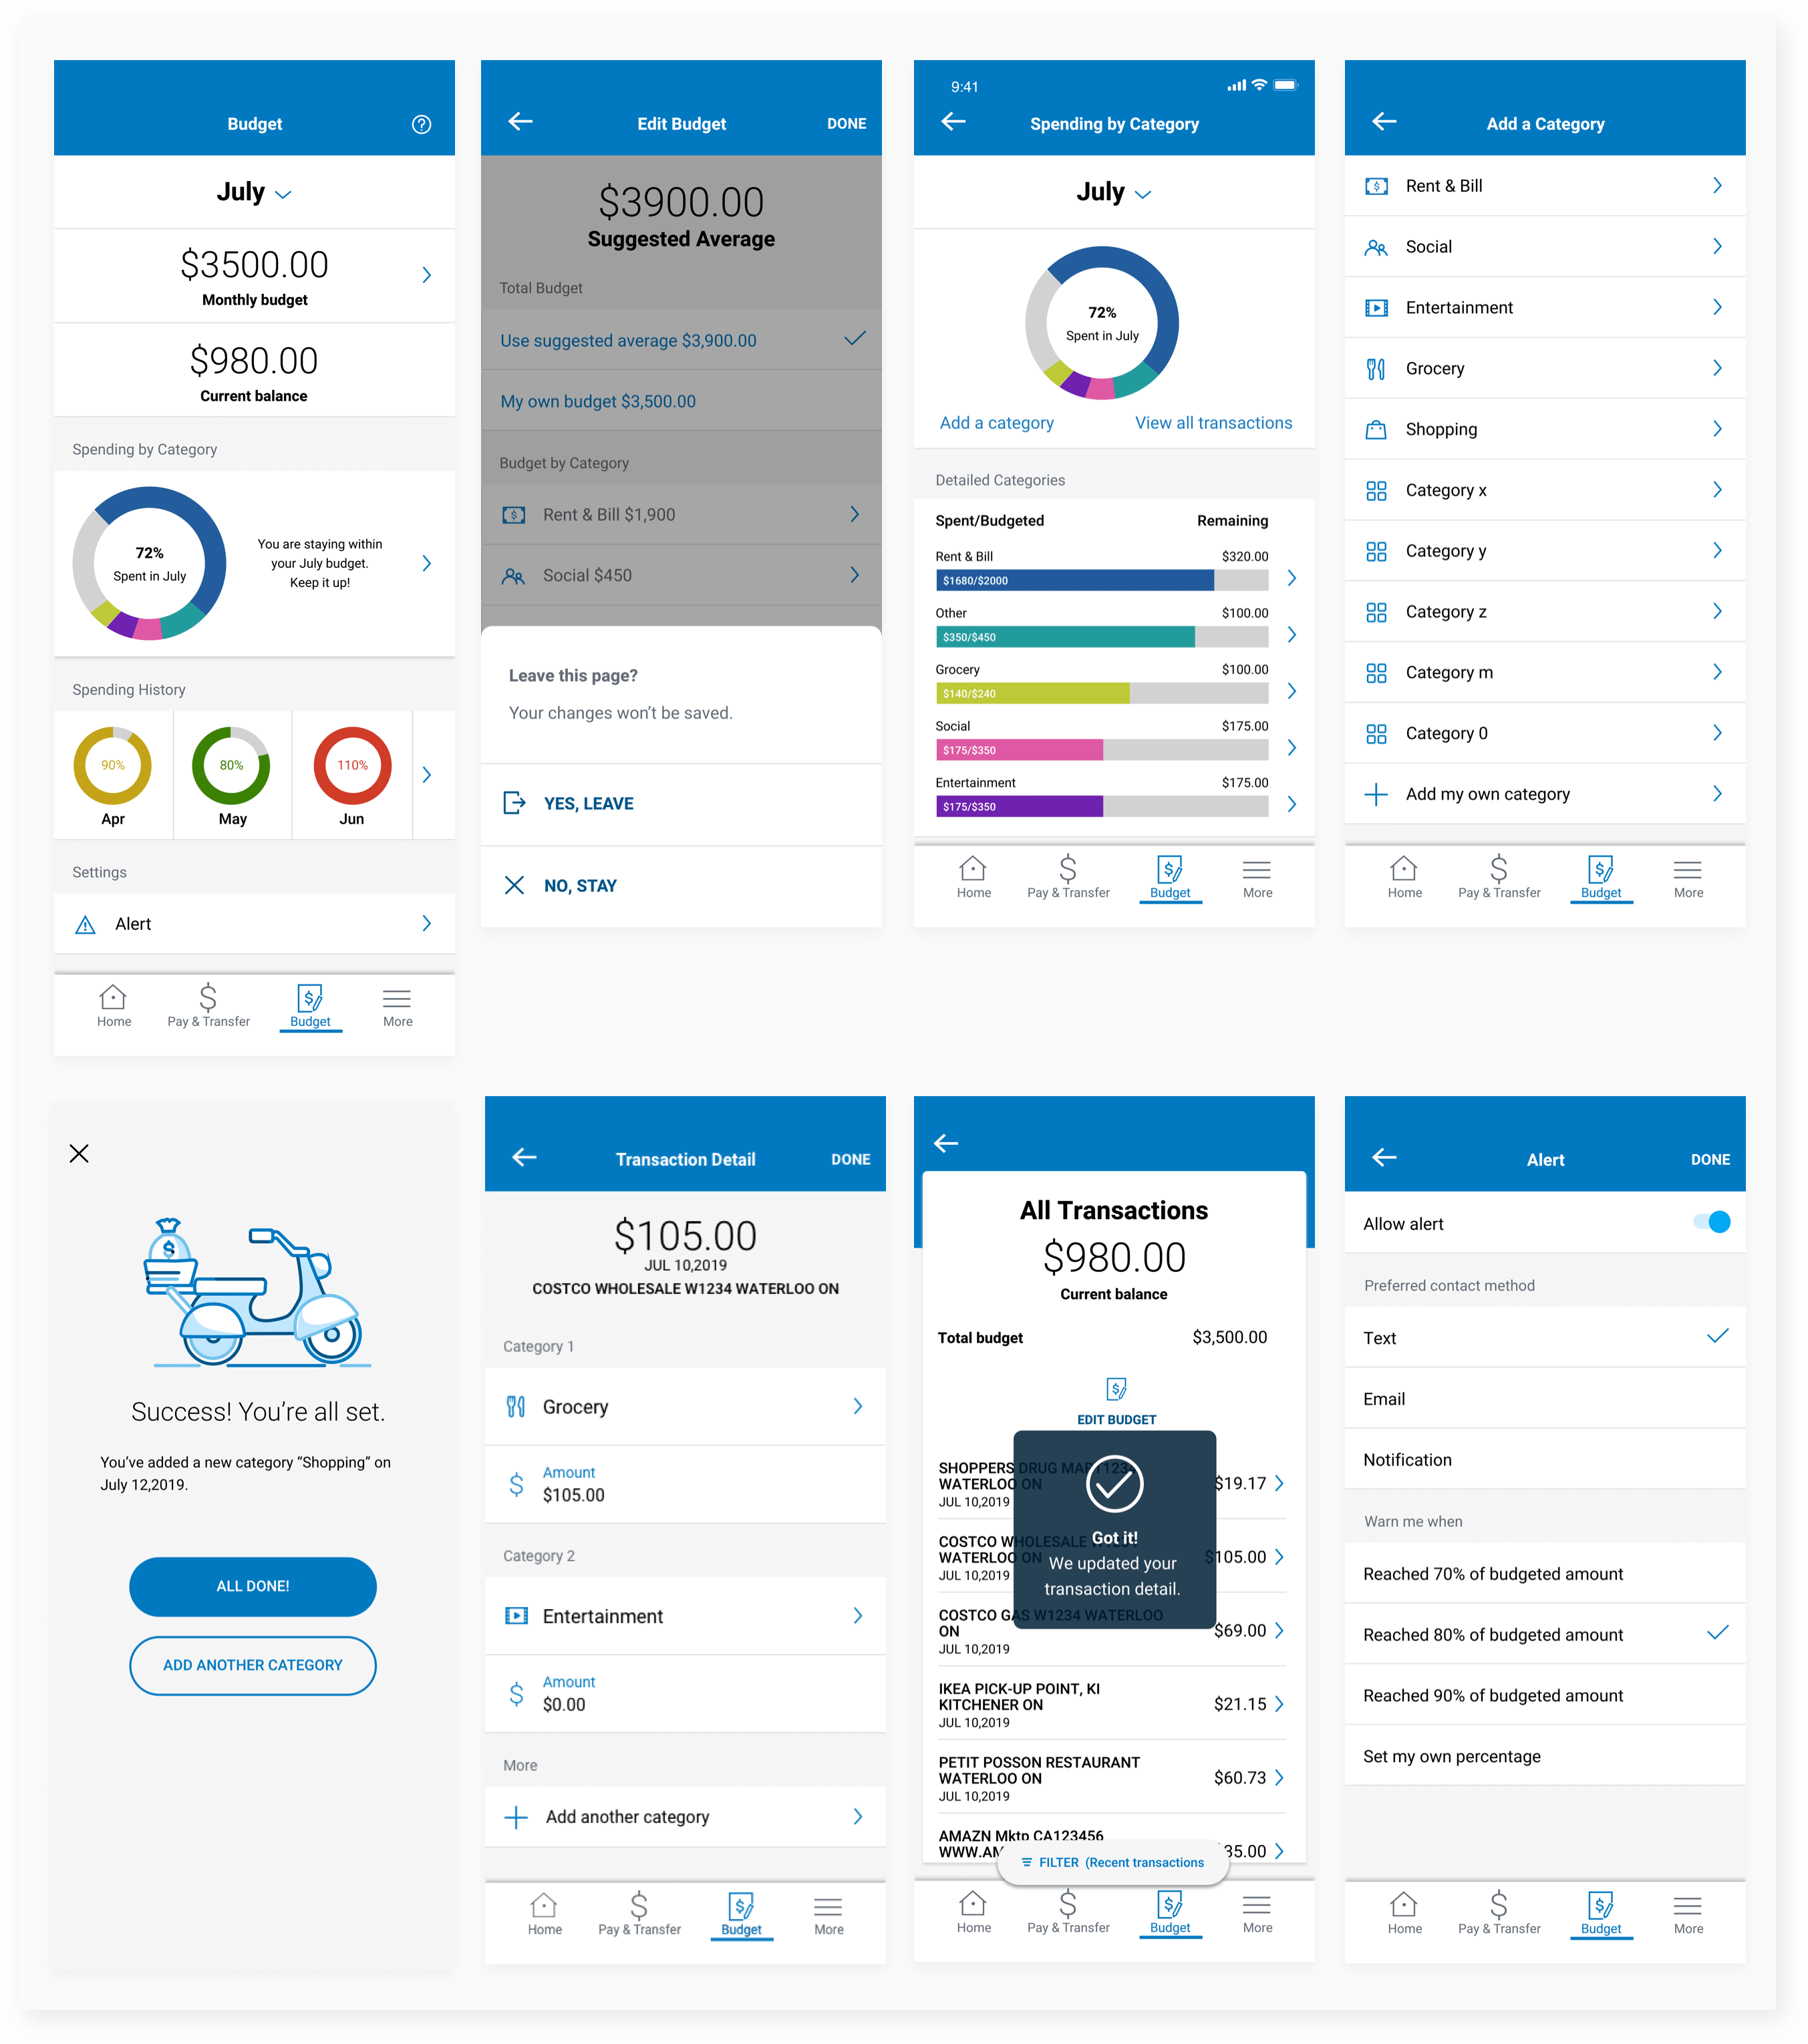 Budget
July
$3500.00
Monthly budget
$980.00
Current balance
Spending by Category
72%
Spent in July
You are staying within
your July budget.
Keep it up!
Spending History
90%
80%
110%
Apr
May
Jun
Settings
Alert
Home
Pay & Transfer
Budget
More
Edit Budget
DONE
$3900.00
Suggested Average
Total Budget
Use suggested average $3,900.00
My own budget $3,500.00
Budget by Category
Rent & Bill $1,900
Social $450
Leave this page?
Your changes won't be saved.
YES, LEAVE
NO, STAY
9:41
Spending by Category
July
72%
Spent in July
Add a category
View all transactions
Detailed Categories
Spent/Budgeted
Remaining
Rent & Bill
$320.00
$1680/$2000
Other
$100.00
$350/$450
Grocery
$100.00
$140/$240
Social
$175.00
$175/$350
Entertainment
$175.00
$175/$350
Home
Pay & Transfer
Budget
More
Add a Category
Rent & Bill
Social
Entertainment
Grocery
Shopping
Category x
Category y
Category z
Category m
Category 0
Add my own category
Home
Pay & Transfer
Budget
More
Success! You're all set.
You've added a new category “Shopping” on
July 12,2019.
ALL DONE!
ADD ANOTHER CATEGORY
Transaction Detail
DONE
$105.00
JUL 10,2019
COSTCO WHOLESALE W1234 WATERLOO ON
Category 1
Grocery
Amount
$105.00
Category 2
Entertainment
Amount
$0.00
More
Add another category
Home
Pay & Transfer
Budget
More
All Transactions
$980.00
Current balance
Total budget
$3,500.00
EDIT BUDGET
SHOPPERS DRUG MART1234
WATERLOO ON
JUL 10,2019
$19.17
COSTCO WHOLESALE W1234
WATERLOO ON
JUL 10,2019
$105.00
COSTCO GAS W1234 WATERLOO
ON
JUL 10,2019
$69.00
Got it!
We updated your
transaction detail.
IKEA PICK-UP POINT, KI
KITCHENER ON
JUL 10,2019
$21.15
PETIT POSSON RESTAURANT
WATERLOO ON
JUL 10,2019
$60.73
AMAZN Mktp CA123456
WWW.AM
35.00
FILTER (Recent transactions
Home
Pay & Transfer
Budget
More
Alert
DONE
Allow alert
Preferred contact method
Text
Email
Notification
Warn me when
Reached 70% of budgeted amount
Reached 80% of budgeted amount
Reached 90% of budgeted amount
Set my own percentage
Home
Pay & Transfer
Budget
More